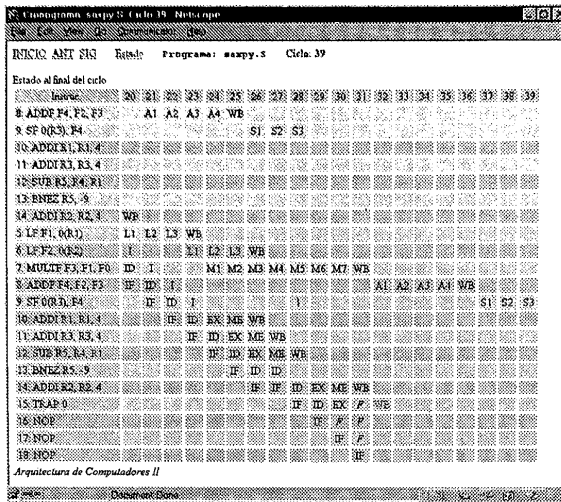 Cronograma: saxpy.S Ciclo 39 - Netscape
File Edit View Go Communicator Help
INICIO ANT SIG Estado Programa: saxpy.S Ciclo: 39
Estado al final del ciclo
Instruc. 20 21 22 23 24 25 26 27 28 29 30 31 32 33 34 35 36 37 38 39
8: ADDF F4, F2, F3 A1 A2 A3 A4 WB
9: SF 0(R3), F4 S1 S2 S3
10: ADDI R1, R1, 4
11: ADDI R3, R3, 4
12: SUB R5, R4, R1
13: BNEZ R5, -9
14: ADDI R2, R2, 4 WB
5: LF F1, 0(R1) L1 L2 L3 WB
6: LF F2, 0(R2) I L1 L2 L3 WB
7: MULTF F3, F1, F0 ID I M1 M2 M3 M4 M5 M6 M7 WB
8: ADDF F4, F2, F3 IF ID I A1 A2 A3 A4 WB
9: SF 0(R3), F4 IF ID I I S1 S2 S3
10: ADDI R1, R1, 4 IF ID EX ME WB
11: ADDI R3, R3, 4 IF ID EX ME WB
12: SUB R5, R4, R1 IF ID EX ME WB
13: BNEZ R5, -9 IF ID ID
14: ADDI R2, R2, 4 IF IF ID EX ME WB
15: TRAP 0 IF ID EX F WB
16: NOP IF F F
17: NOP IF F
18: NOP IF
Arquitectura de Computadores II
Document: Done